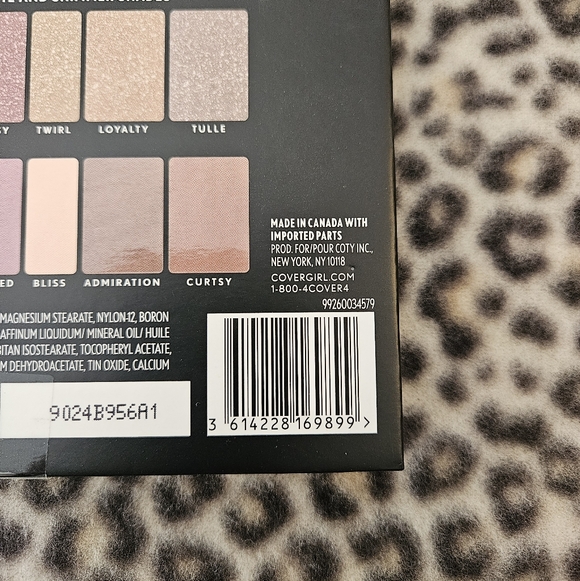 TWIRL LOYALTY TULLE
BLISS ADMIRATION CURTSY
MADE IN CANADA WITH
IMPORTED PARTS
PROD. FOR/POUR COTY INC.,
NEW YORK, NY 10118
COVERGIRL.COM
1-800-4COVER4
99260034579
MAGNESIUM STEARATE, NYLON-12, BORON
AFFINUM LIQUIDUM/ MINERAL OIL/ HUILE
BITAN ISOSTEARATE, TOCOPHERYL ACETATE,
M DEHYDROACETATE, TIN OXIDE, CALCIUM
9024B956A1
3 614228 169899 >